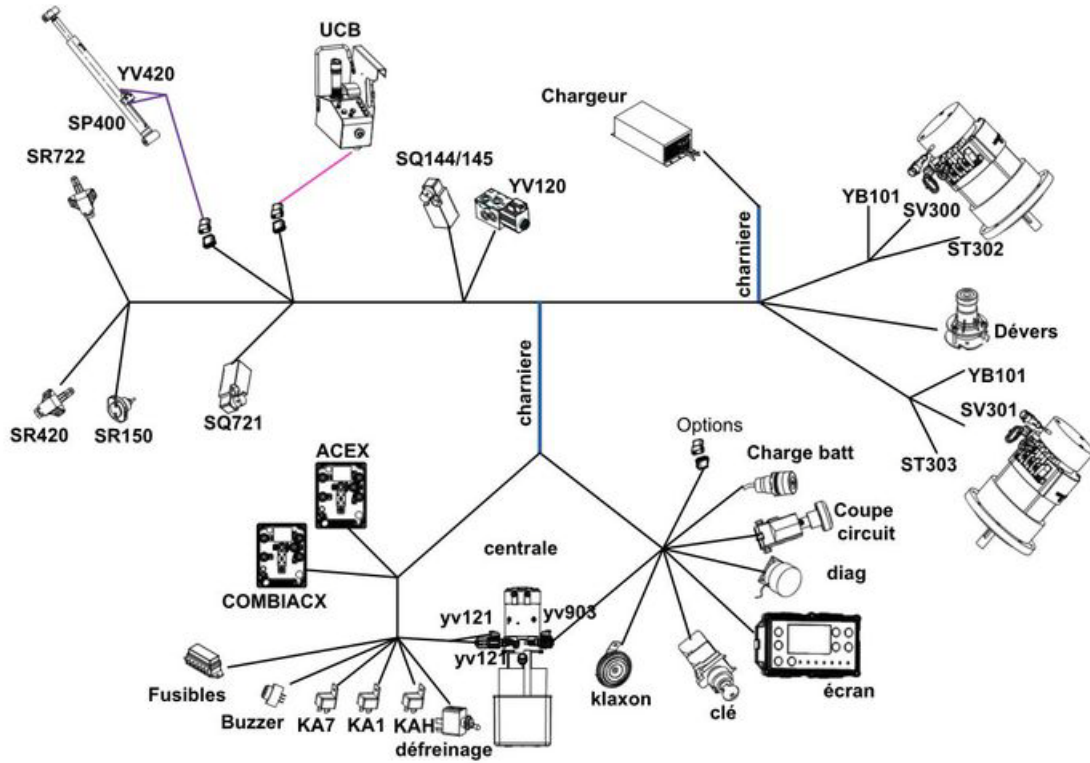 UCB
YV420
SP400
SR722
SQ144/145
YV120
Chargeur
YB101
SV300
ST302
charniere
Dévers
YB101
SV301
ST303
charniere
SR420
SR150
SQ721
Options
Charge batt
Coupe
circuit
diag
écran
clé
klaxon
ACEX
COMBIACX
centrale
yv121
yv903
yv121
Fusibles
Buzzer
KA7
KA1
KAH
défreinage